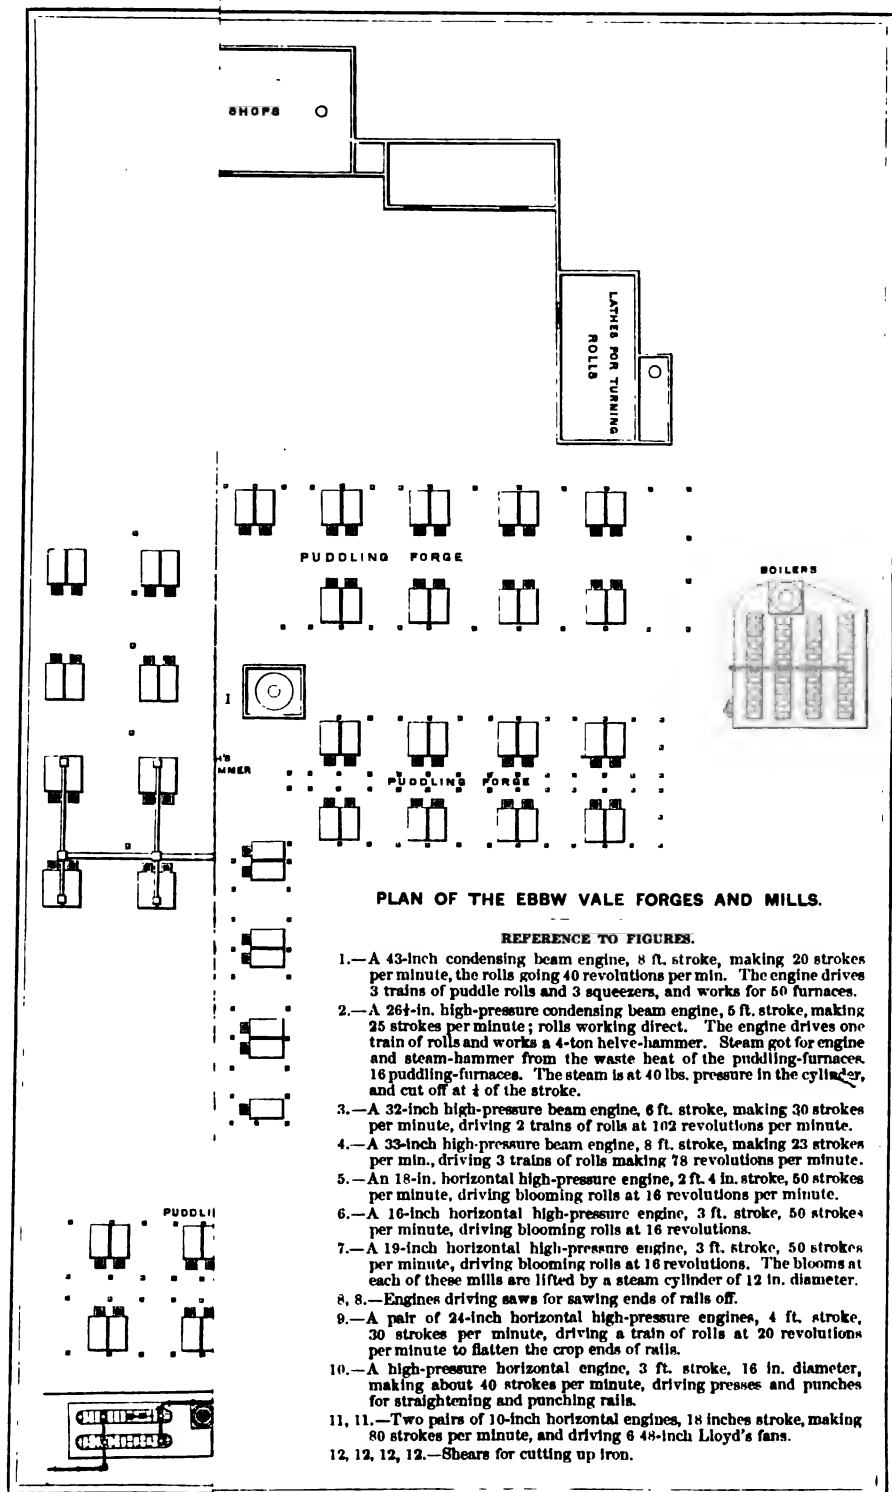 SHOPS
LATHES FOR TURNING
ROLLS
PUDDLING FORGE
BOILERS
1
MMER
PUDDLING FORGE
PLAN OF THE EBBW VALE FORGES AND MILLS.
REFERENCE TO FIGURES.
1.—A 43-inch condensing beam engine, 8 ft. stroke, making 20 strokes
per minute, the rolls going 40 revolutions per min. The engine drives
3 trains of puddle rolls and 3 squeezers, and works for 50 furnaces.
2.—A high-pressure condensing beam engine, 5 ft. stroke, making
25 strokes per minute; rolls working direct. The engine drives one
train of rolls and works a 4-ton helve-hammer. Steam got for engine
and steam-hammer from the waste heat of the puddling-furnaces.
16 puddling-furnaces. The steam is at 40 lbs. pressure in the cylinder,
and cut off at of the stroke.
3.—A 32-inch high-pressure beam engine, 6 ft. stroke, making 30 strokes
per minute, driving 2 trains of rolls at 102 revolutions per minute.
4.—A 33-inch high-pressure beam engine, 8 ft. stroke, making 23 strokes
per min., driving 3 trains of rolls making 78 revolutions per minute.
5.—An 18-in. horizontal high-pressure engine, 2 ft. 4 in. stroke, 50 strokes
per minute, driving blooming rolls at 16 revolutions per minute.
6.—A 16-inch horizontal high-pressure engine, 3 ft. stroke, 50 strokes
per minute, driving blooming rolls at 16 revolutions.
7.—A 19-inch horizontal high-pressure engine, 3 ft. stroke, 50 strokes
per minute, driving blooming rolls at 16 revolutions. The blooms at
each of these mills are lifted by a steam cylinder of 12 in. diameter.
8, 8.—Engines driving saws for sawing ends of rails off.
9.—A pair of 24-inch horizontal high-pressure engines, 4 ft. stroke,
30 strokes per minute, driving a train of rolls at 20 revolutions
per minute to flatten the crop ends of rails.
10.—A high-pressure horizontal engine, 3 ft. stroke, 16 in. diameter,
making about 40 strokes per minute, driving presses and punches
for straightening and punching rails.
11, 11.—Two pairs of 10-inch horizontal engines, 18 inches stroke, making
80 strokes per minute, and driving 6 48-inch Lloyd's fans.
12, 12, 12, 12.—Shears for cutting up iron.
PUDDLI